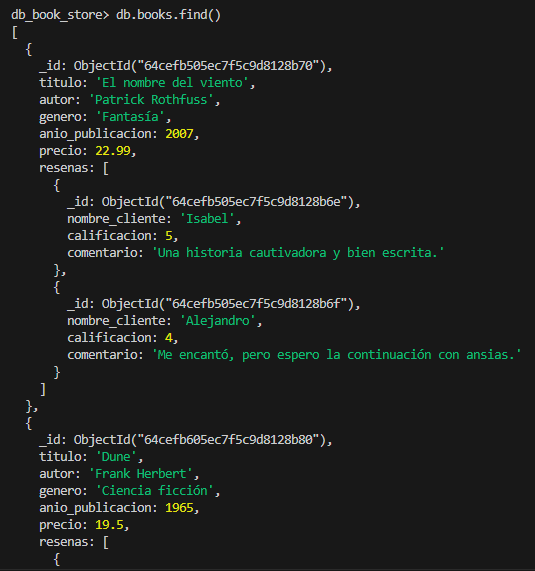 db_book_store> db.books.find()
[
  {
    _id: ObjectId("64cefb505ec7f5c9d8128b70"),
    titulo: 'El nombre del viento',
    autor: 'Patrick Rothfuss',
    genero: 'Fantasía',
    anio_publicacion: 2007,
    precio: 22.99,
    resenas: [
      {
        _id: ObjectId("64cefb505ec7f5c9d8128b6e"),
        nombre_cliente: 'Isabel',
        calificacion: 5,
        comentario: 'Una historia cautivadora y bien escrita.'
      },
      {
        _id: ObjectId("64cefb505ec7f5c9d8128b6f"),
        nombre_cliente: 'Alejandro',
        calificacion: 4,
        comentario: 'Me encantó, pero espero la continuación con ansias.'
      }
    ]
  },
  {
    _id: ObjectId("64cefb605ec7f5c9d8128b80"),
    titulo: 'Dune',
    autor: 'Frank Herbert',
    genero: 'Ciencia ficción',
    anio_publicacion: 1965,
    precio: 19.5,
    resenas: [
      {